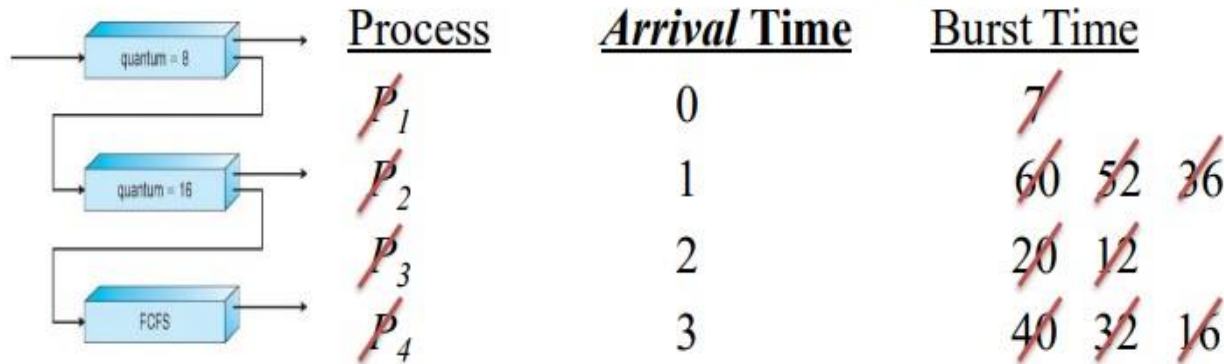 quantum = 8
quantum = 16
FCFS
Process Arrival Time Burst Time
P1 0 7
P2 1 60 52 36
P3 2 20 12
P4 3 40 32 16